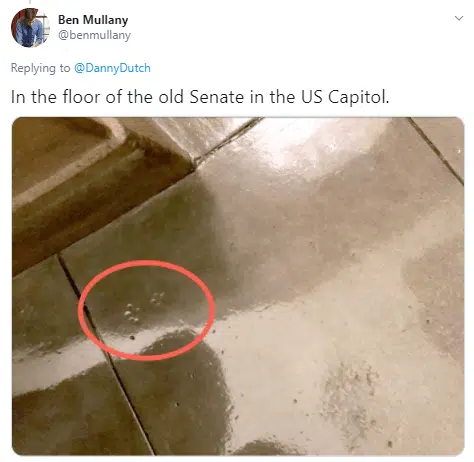 Ben Mullany
@benmullany
Replying to @DannyDutch
In the floor of the old Senate in the US Capitol.